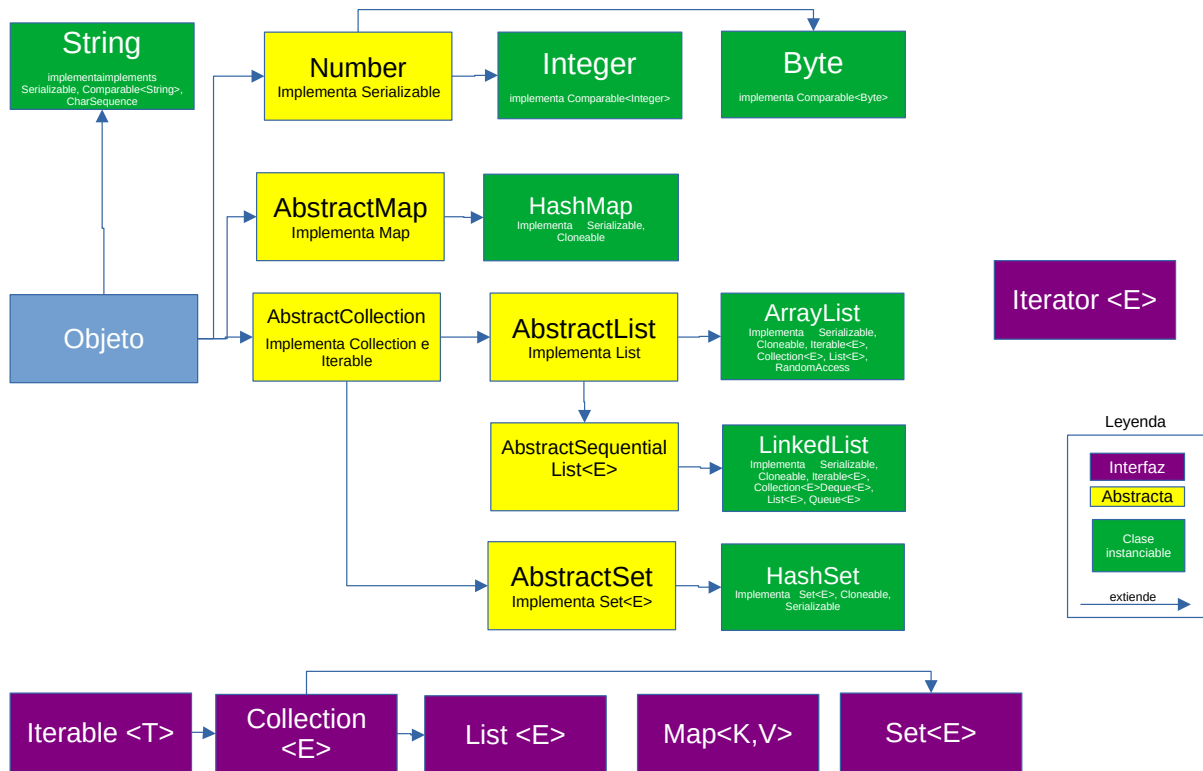 String
implementaimplements
Serializable, Comparable<String>,
CharSequence
Number
Implementa Serializable
Integer
implementa Comparable<Integer>
Byte
implementa Comparable<Byte>
AbstractMap
Implementa Map
HashMap
Implementa Serializable,
Cloneable
Objeto
AbstractCollection
Implementa Collection e
Iterable
AbstractList
Implementa List
ArrayList
Implementa Serializable,
Cloneable, Iterable<E>,
Collection<E>, List<E>,
RandomAccess
Iterator <E>
AbstractSequential
List<E>
LinkedList
Implementa Serializable,
Cloneable, Iterable<E>,
Collection<E>Deque<E>,
List<E>, Queue<E>
AbstractSet
Implementa Set<E>
HashSet
Implementa Set<E>, Cloneable,
Serializable
Leyenda
Interfaz
Abstracta
Clase
instanciable
extiende
Iterable <T>
Collection
<E>
List <E>
Map<K,V>
Set<E>